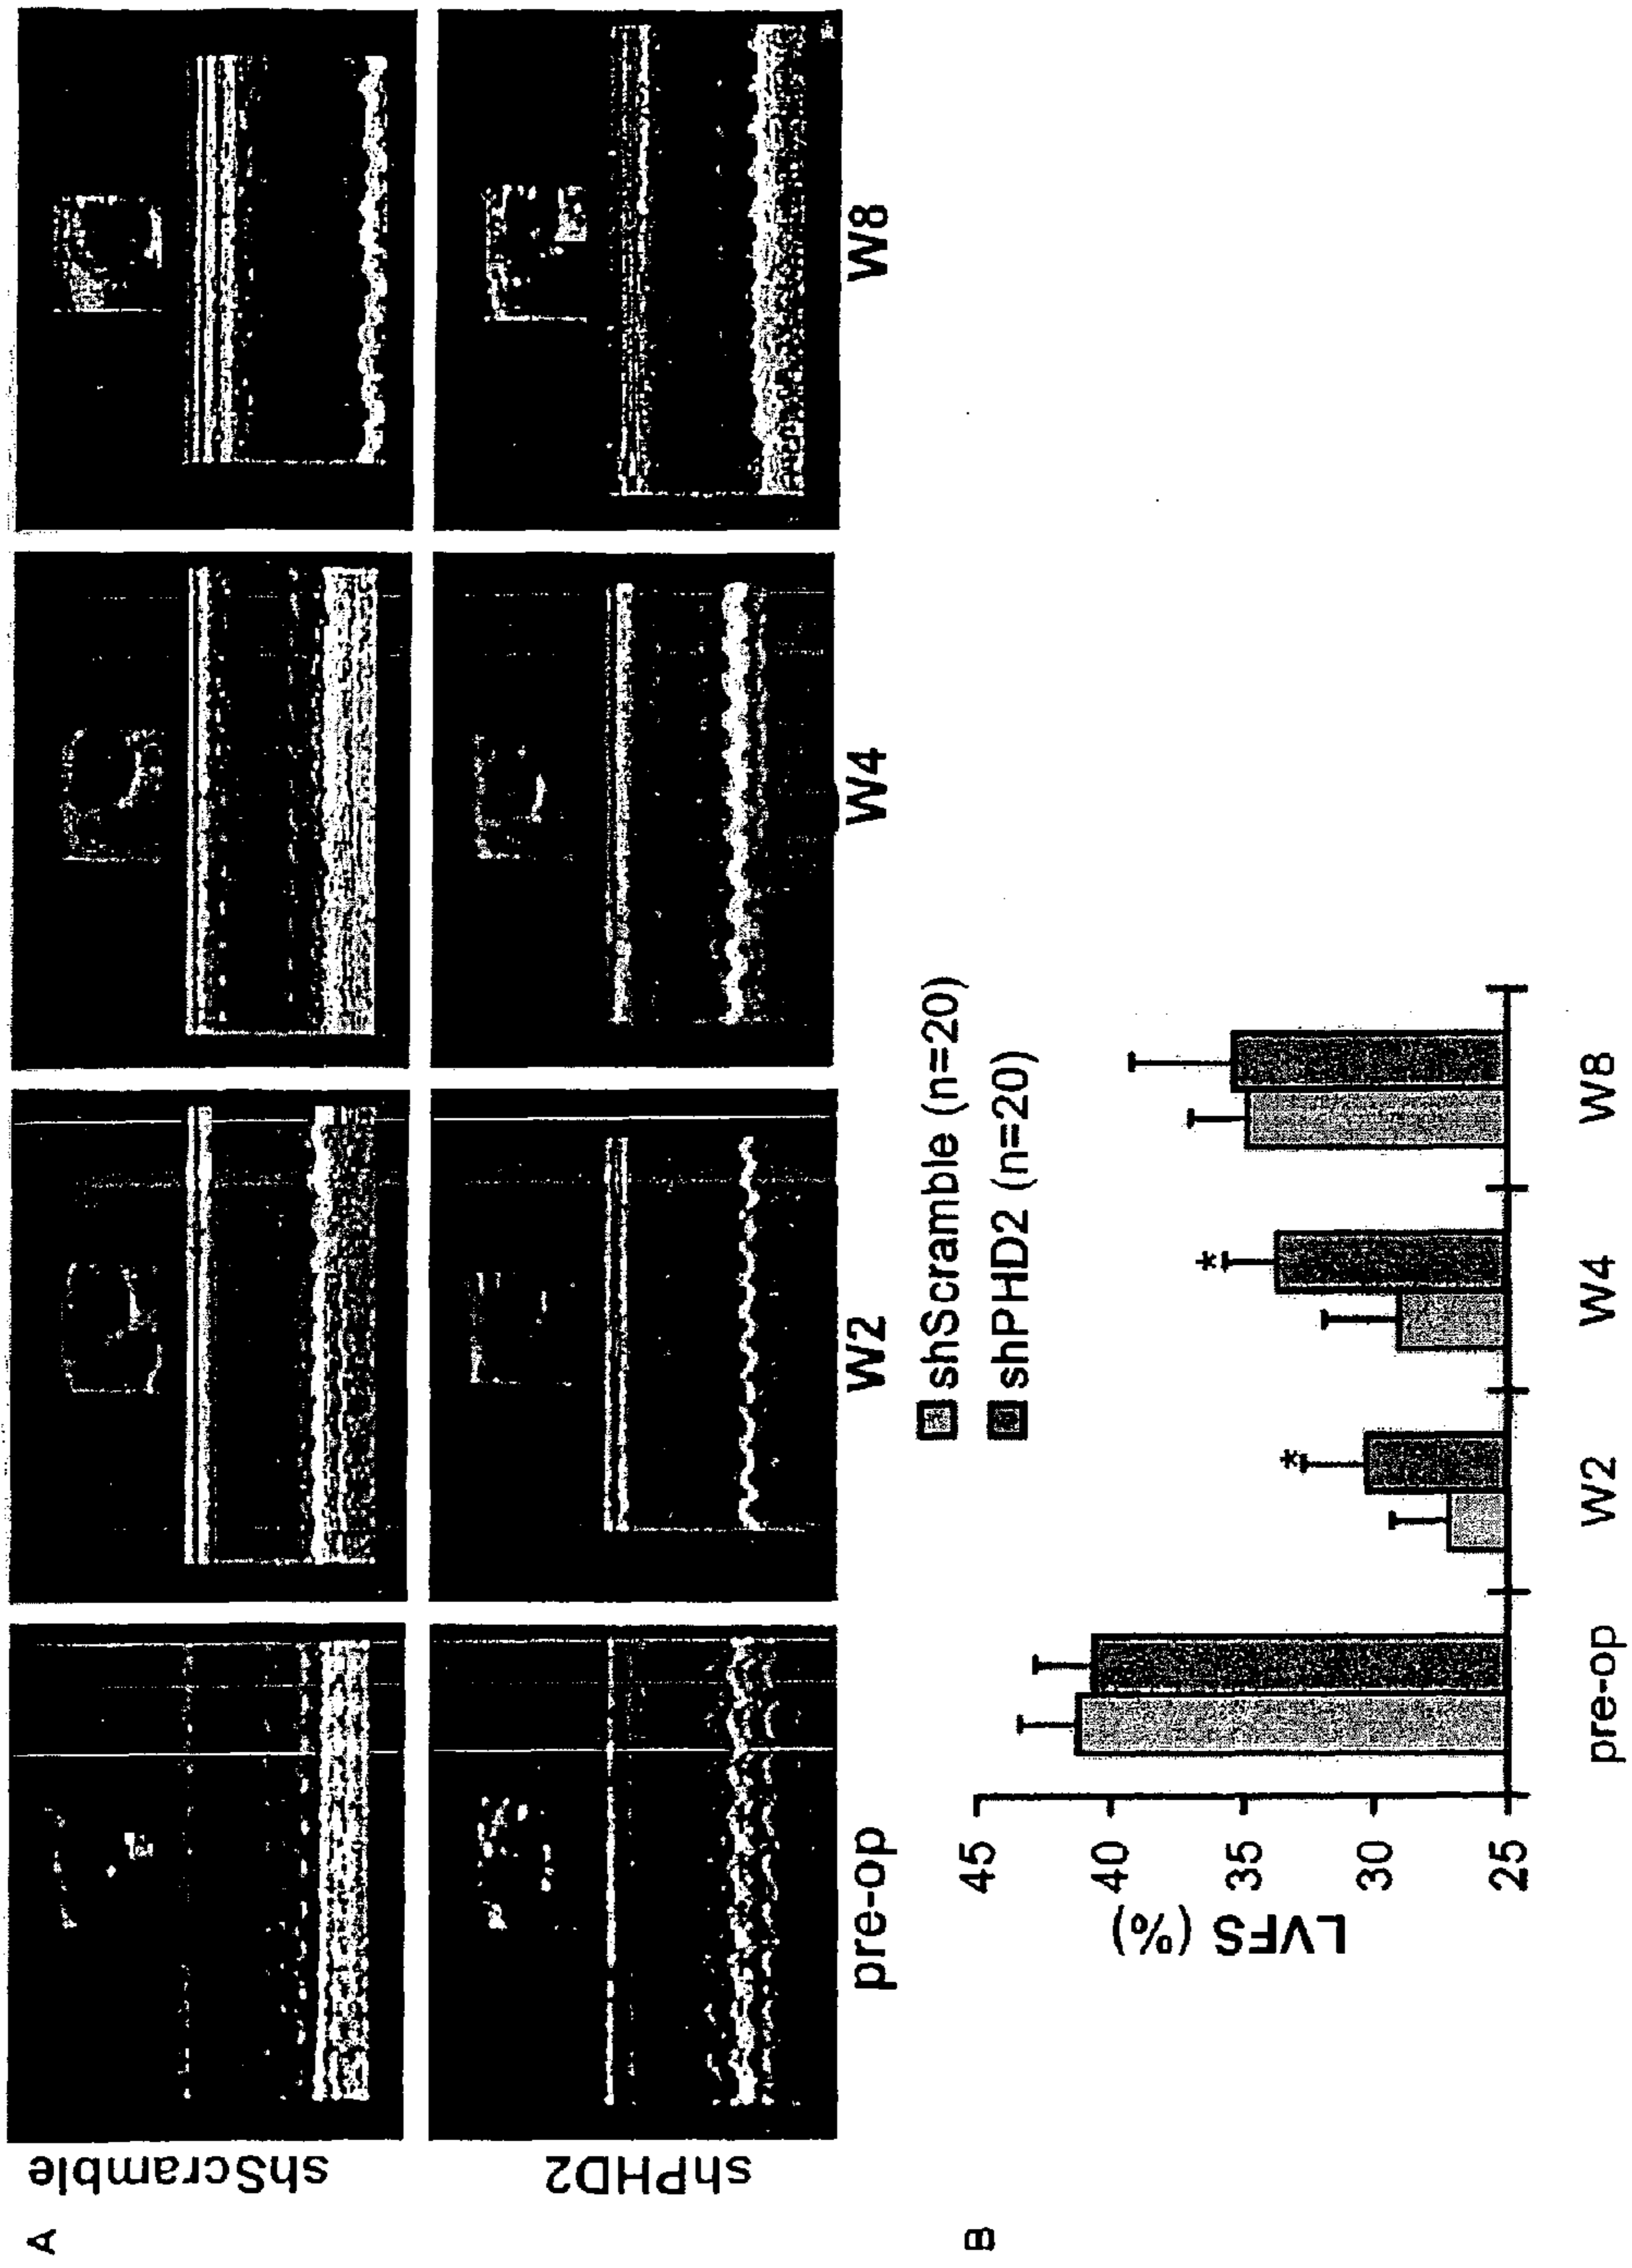 A
shScramble
shPHD2
pre-op
W2
W4
W8
B
shScramble (n=20)
shPHD2 (n=20)
LVFS (%)
45
40
35
30
25
*
*
pre-op
W2
W4
W8